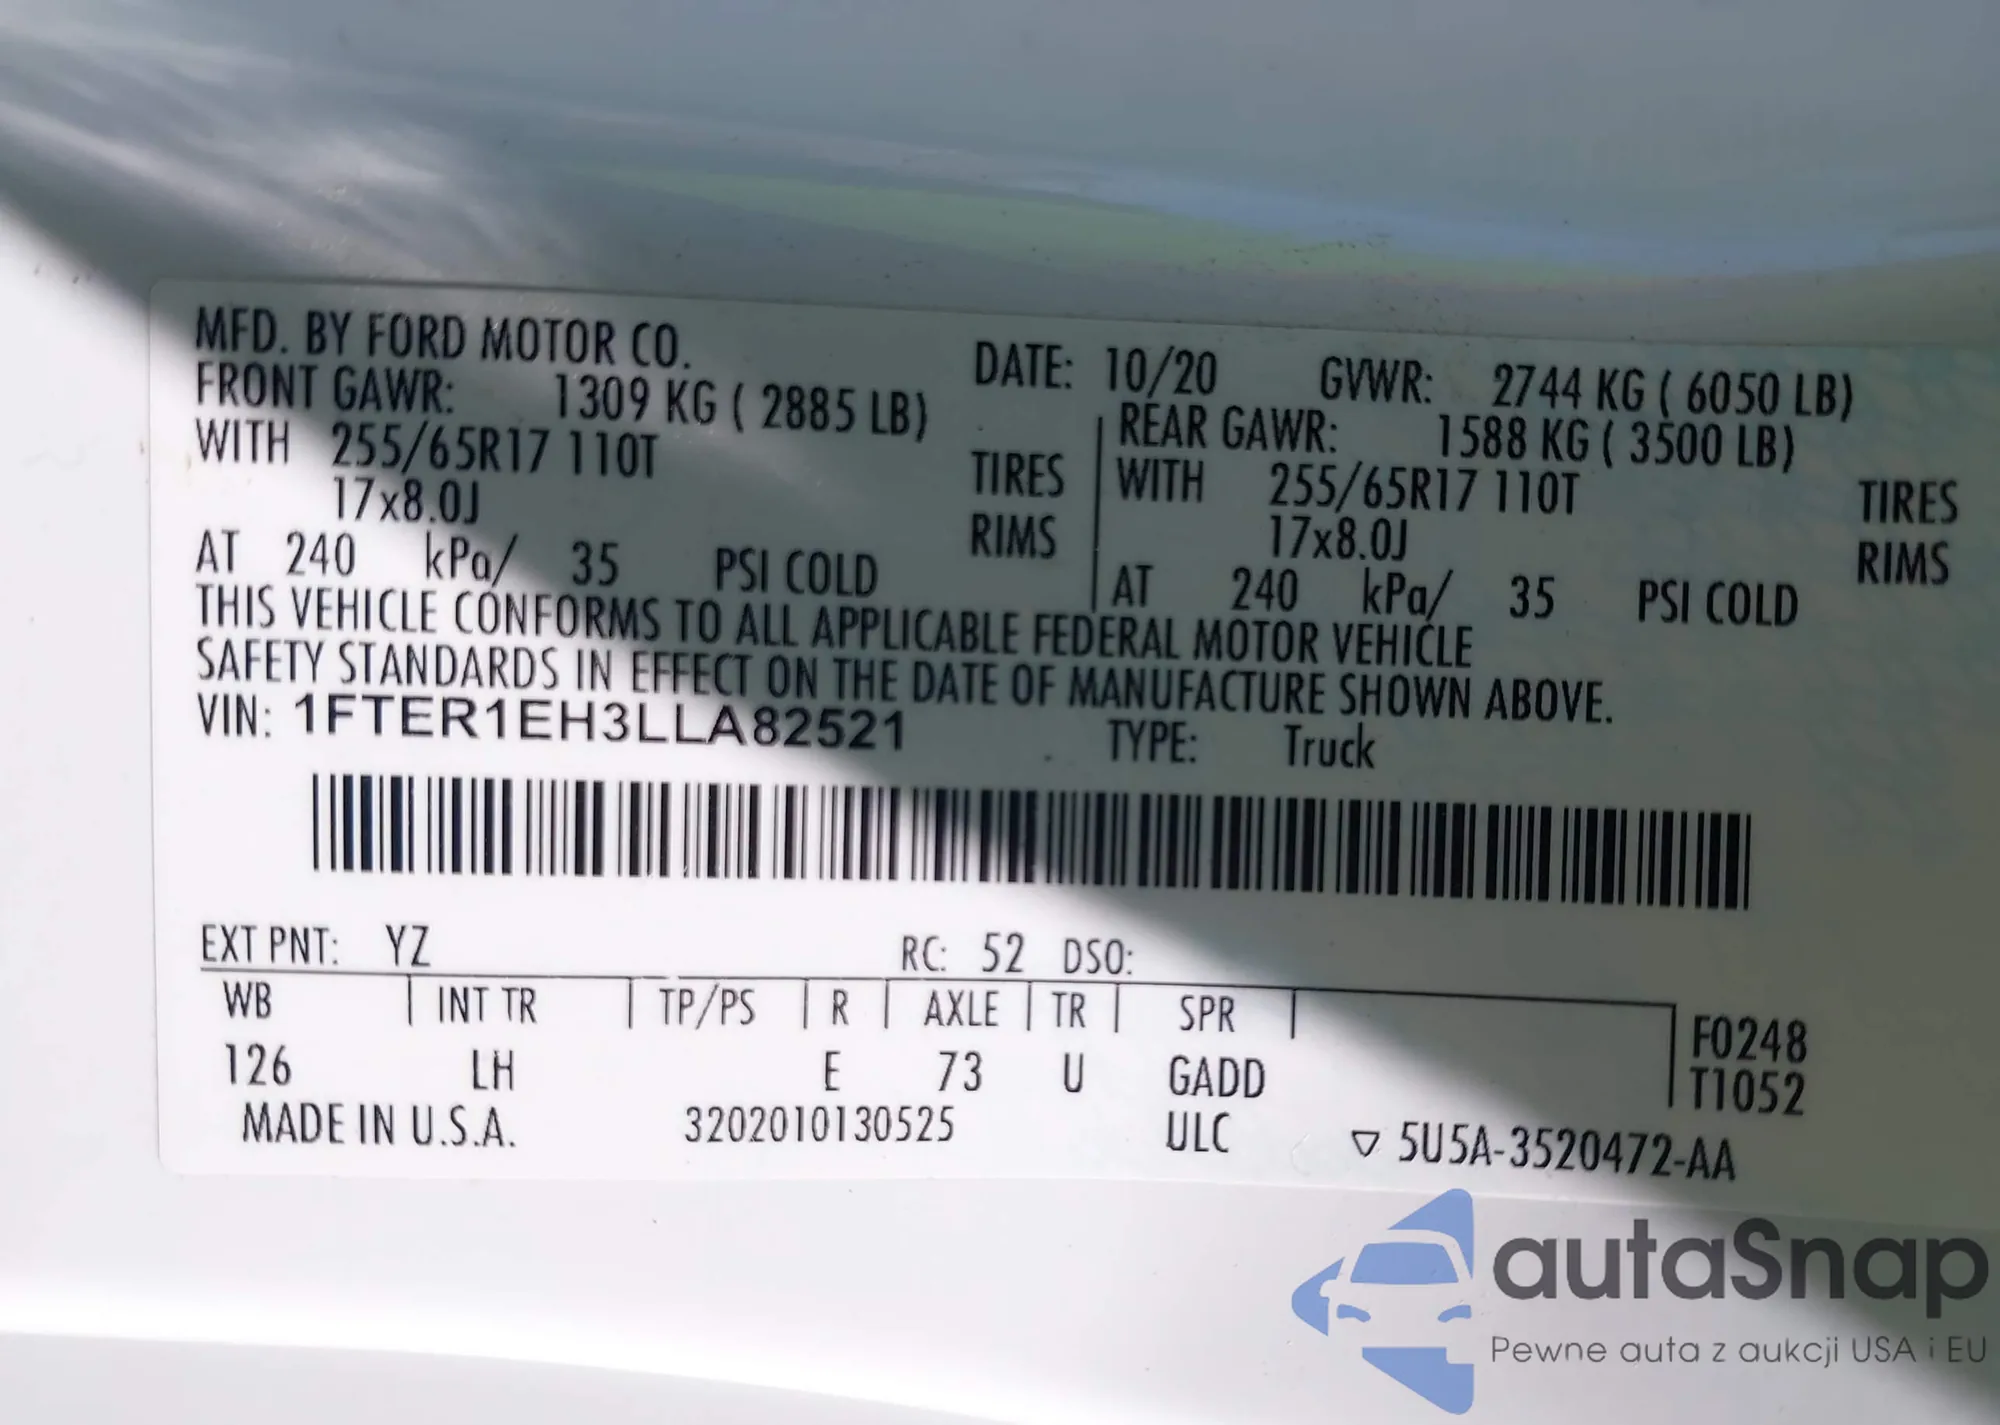 MFD. BY FORD MOTOR CO.
DATE: 10/20 GVWR: 2744 KG ( 6050 LB)
FRONT GAWR: 1309 KG ( 2885 LB)
REAR GAWR: 1588 KG ( 3500 LB)
WITH 255/65R17 110T TIRES
WITH 255/65R17 110T TIRES
17x8.0J RIMS
17x8.0J RIMS
AT 240 kPa/ 35 PSI COLD
AT 240 kPa/ 35 PSI COLD
THIS VEHICLE CONFORMS TO ALL APPLICABLE FEDERAL MOTOR VEHICLE
SAFETY STANDARDS IN EFFECT ON THE DATE OF MANUFACTURE SHOWN ABOVE.
VIN: 1FTER1EH3LLA82521 TYPE: Truck
EXT PNT: YZ RC: 52 DSO:
WB INT TR TP/PS R AXLE TR SPR
126 LH E 73 U GADD
F0248
T1052
MADE IN U.S.A. 3202010130525 ULC ▽ 5U5A-3520472-AA
autaSnap
Pewne auta z aukcji USA i EU